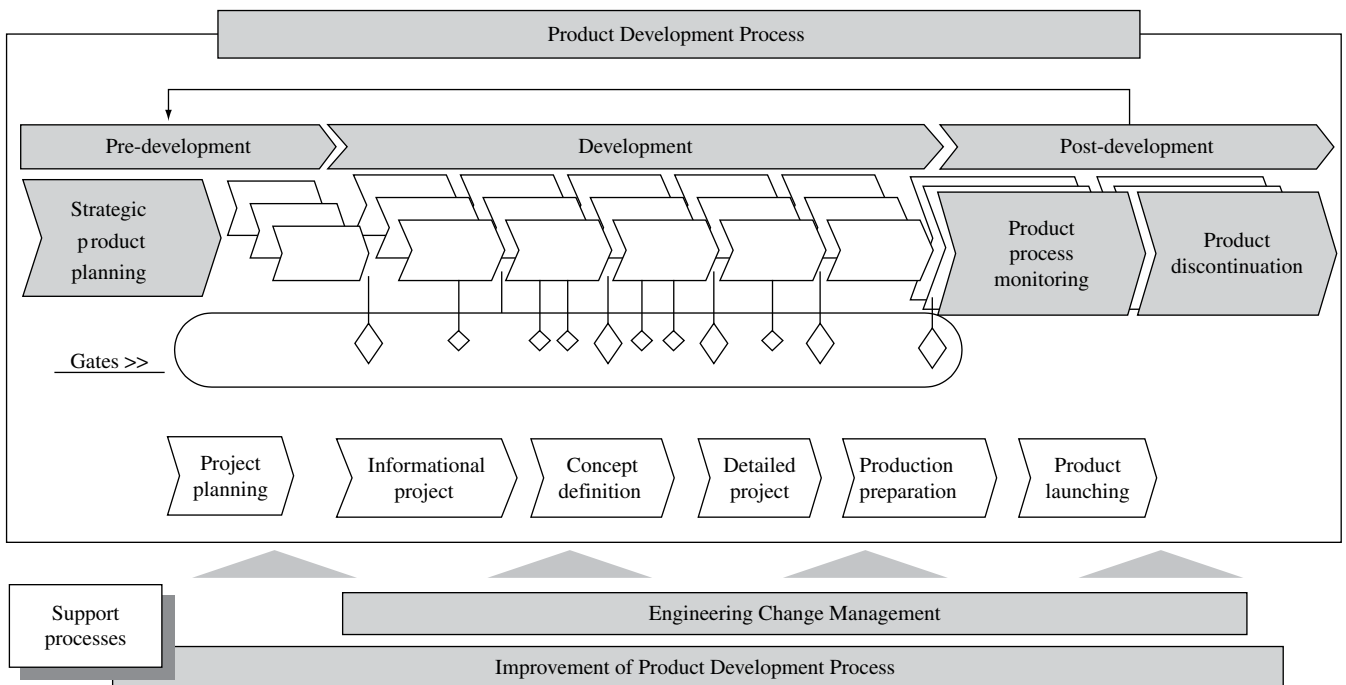 Product Development Process
Pre-development
Development
Post-development
Strategic
product
planning
Product
process
monitoring
Product
discontinuation
Gates >>
Project
planning
Informational
project
Concept
definition
Detailed
project
Production
preparation
Product
launching
Support
processes
Engineering Change Management
Improvement of Product Development Process